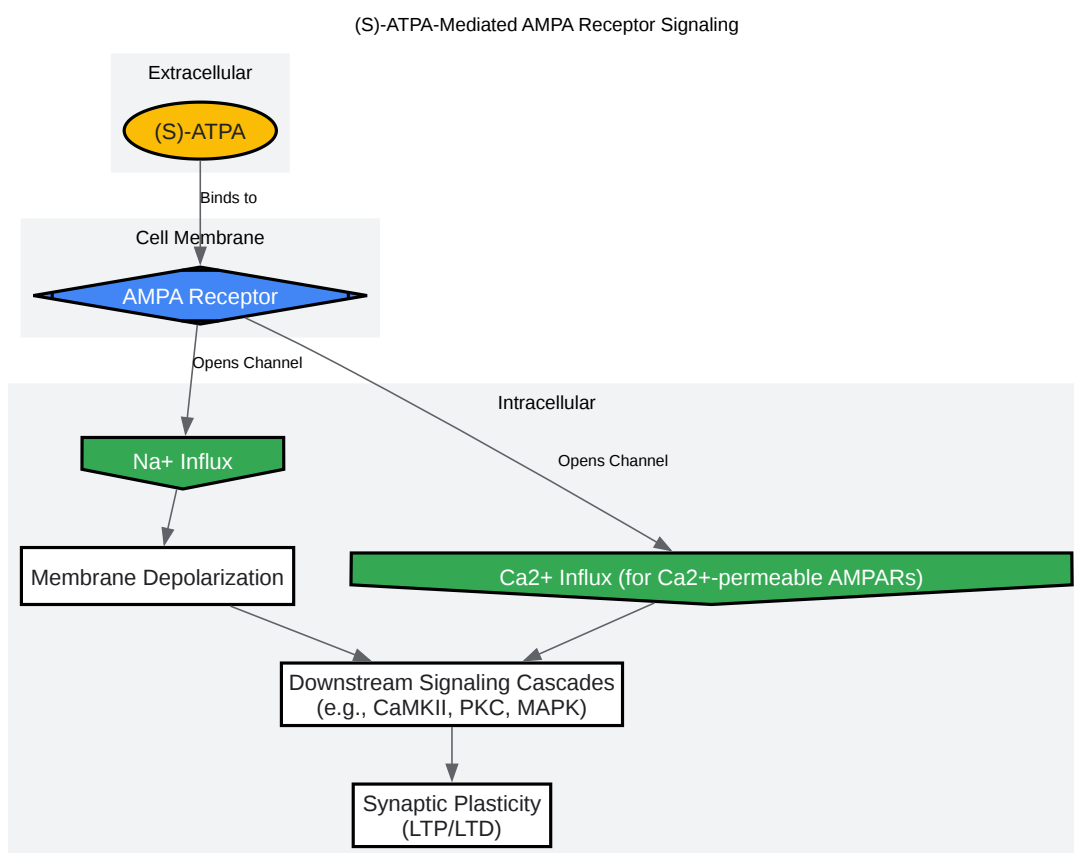 (S)-ATPA-Mediated AMPA Receptor Signaling
Extracellular
(S)-ATPA
Binds to
Cell Membrane
AMPA Receptor
Opens Channel
Intracellular
Na+ Influx
Opens Channel
Membrane Depolarization
Ca2+ Influx (for Ca2+-permeable AMPARs)
Downstream Signaling Cascades
(e.g., CaMKII, PKC, MAPK)
Synaptic Plasticity
(LTP/LTD)